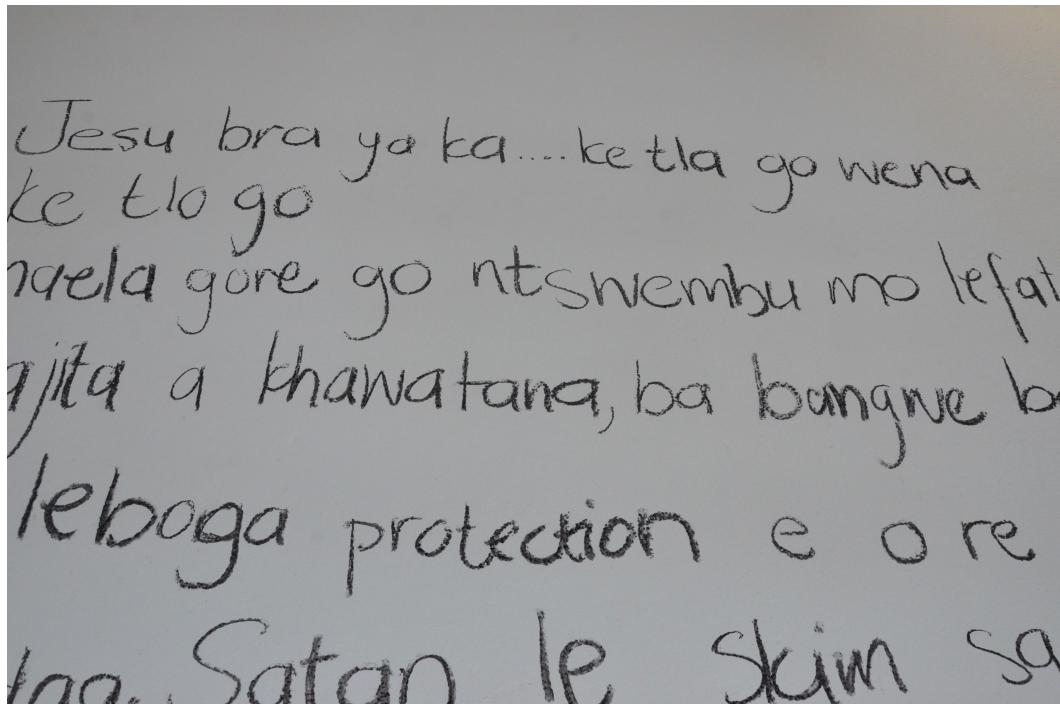 Jesu bra ya ka....ke tla go wena
ke tlo go
naela gore go ntswembu mo lefat
ajita a khawatana, ba bangwe b
leboga protection e o re
Satan le skim sa